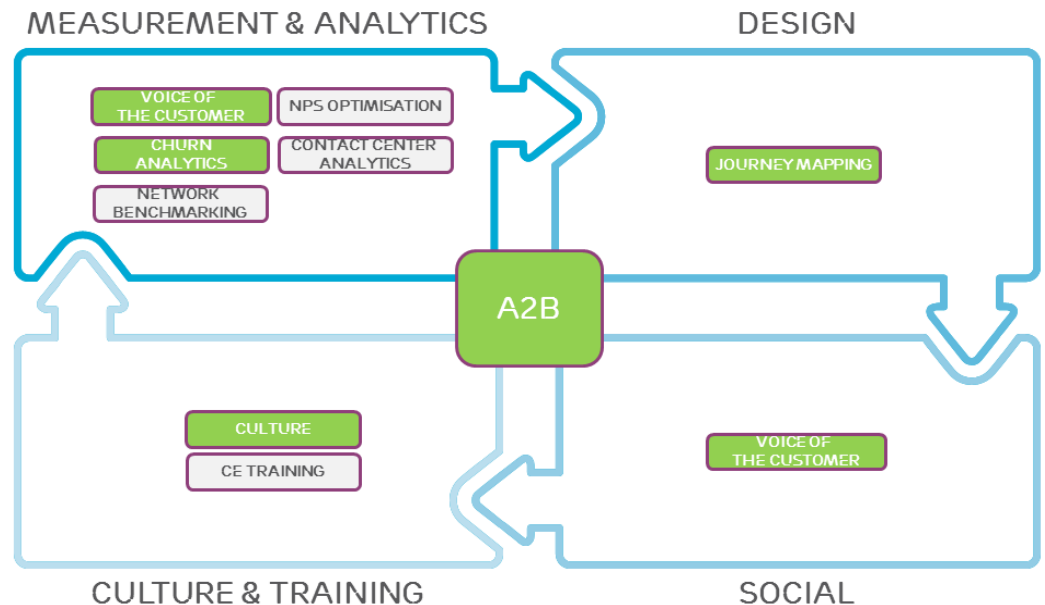 MEASUREMENT & ANALYTICS
DESIGN
VOICE OF
THE CUSTOMER
NPS OPTIMISATION
CHURN
ANALYTICS
CONTACT CENTER
ANALYTICS
NETWORK
BENCHMARKING
JOURNEY MAPPING
A2B
CULTURE
CE TRAINING
VOICE OF
THE CUSTOMER
CULTURE & TRAINING
SOCIAL